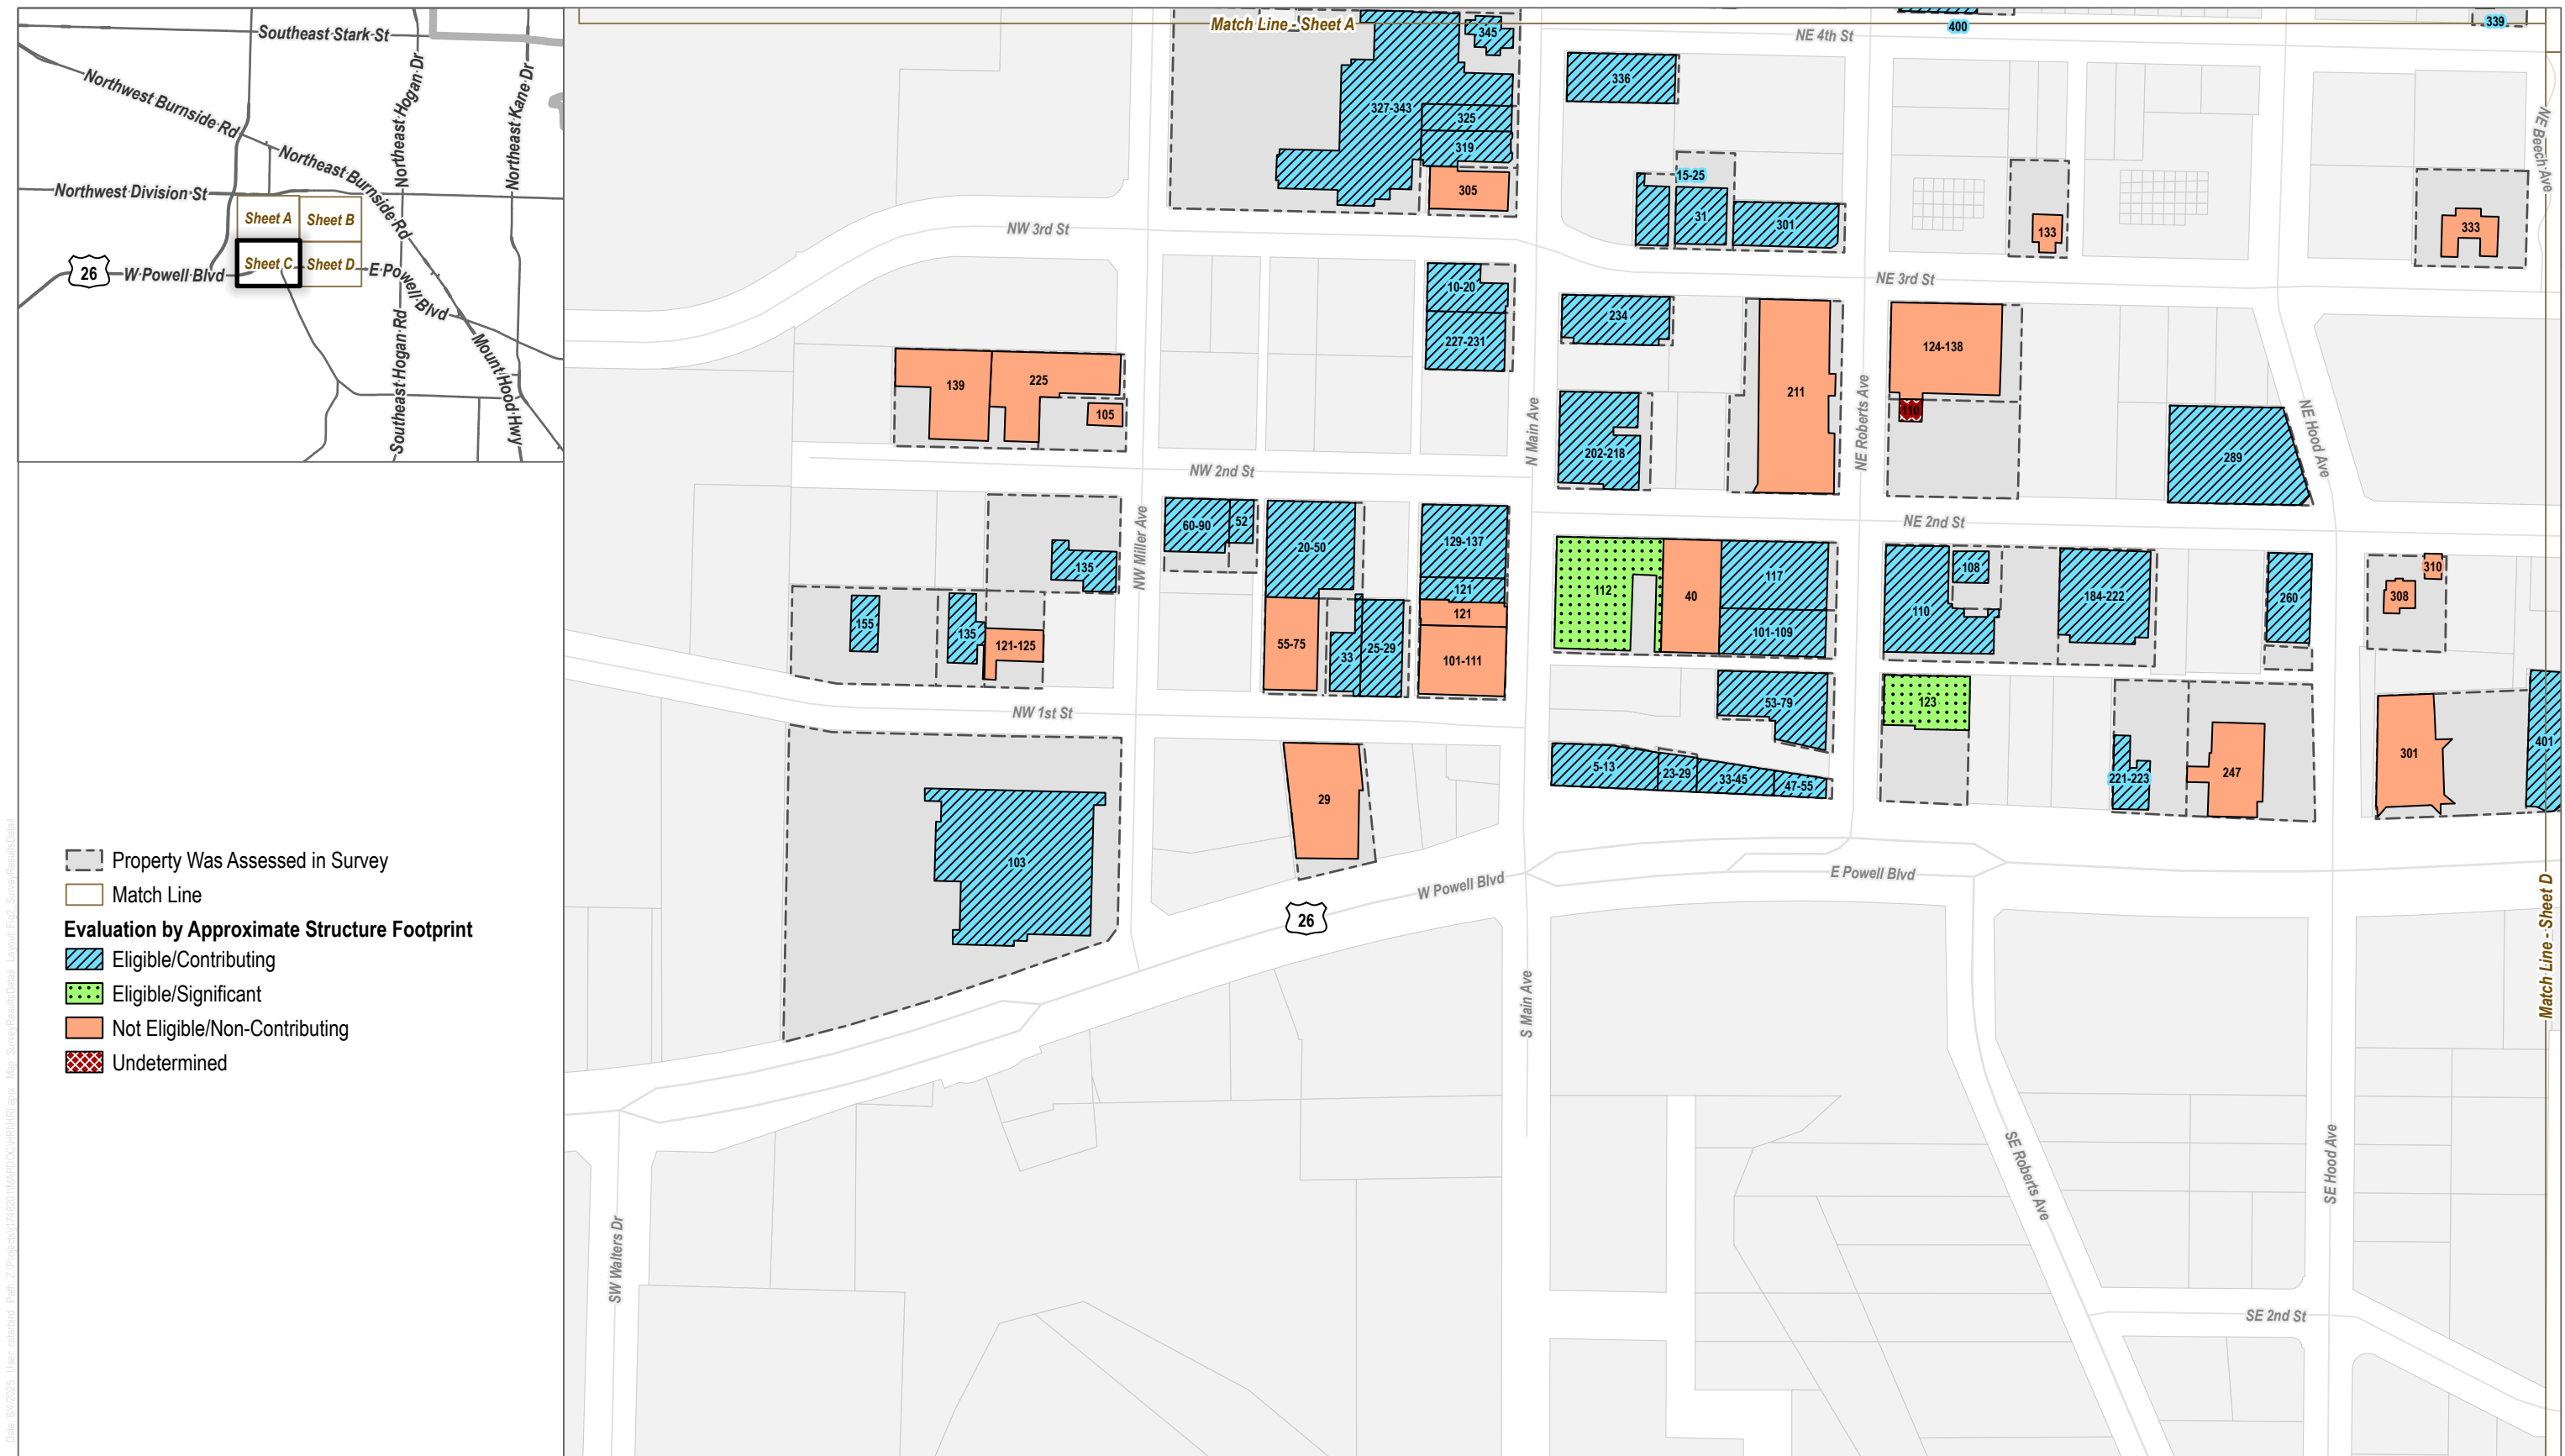 Southeast Stark St
Northwest Burnside Rd
Northeast Hogan Dr
Northeast Kane Dr
Northeast Burnside Rd
Northwest Division St
Sheet A
Sheet B
Sheet C
Sheet D
26
W Powell Blvd
E Powell Blvd
Southeast Hogan Rd
Mount Hood Hwy
Property Was Assessed in Survey
Match Line
Evaluation by Approximate Structure Footprint
Eligible/Contributing
Eligible/Significant
Not Eligible/Non-Contributing
Undetermined
Match Line - Sheet A
345
NE 4th St
400
339
336
327-343
325
319
305
15-25
31
301
133
333
NE Beech Ave
NW 3rd St
NE 3rd St
10-20
227-231
234
211
124-138
110
139
225
105
N Main Ave
NE Roberts Ave
NE Hood Ave
202-218
289
NW 2nd St
NE 2nd St
NW Miller Ave
60-90
52
20-50
129-137
121
121
101-111
135
155
135
121-125
55-75
33
25-29
112
40
117
101-109
110
108
184-222
260
308
310
NW 1st St
53-79
123
5-13
23-29
33-45
47-55
221-223
247
301
401
103
29
26
W Powell Blvd
E Powell Blvd
Match Line - Sheet D
S Main Ave
SE Roberts Ave
SE Hood Ave
SW Walters Dr
SE 2nd St